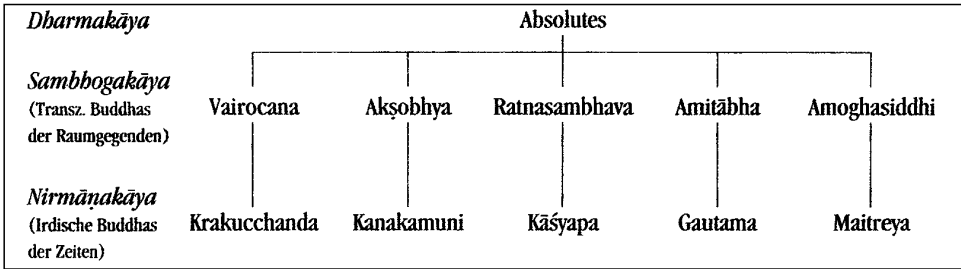 Dharmakāya Absolutes
Sambhogakāya
(Transz. Buddhas Vairocana Akṣobhya Ratnasambhava Amitābha Amoghasiddhi
der Raumgegenden)
Nirmāṇakāya
(Irdische Buddhas Krakucchanda Kanakamuni Kāśyapa Gautama Maitreya
der Zeiten)